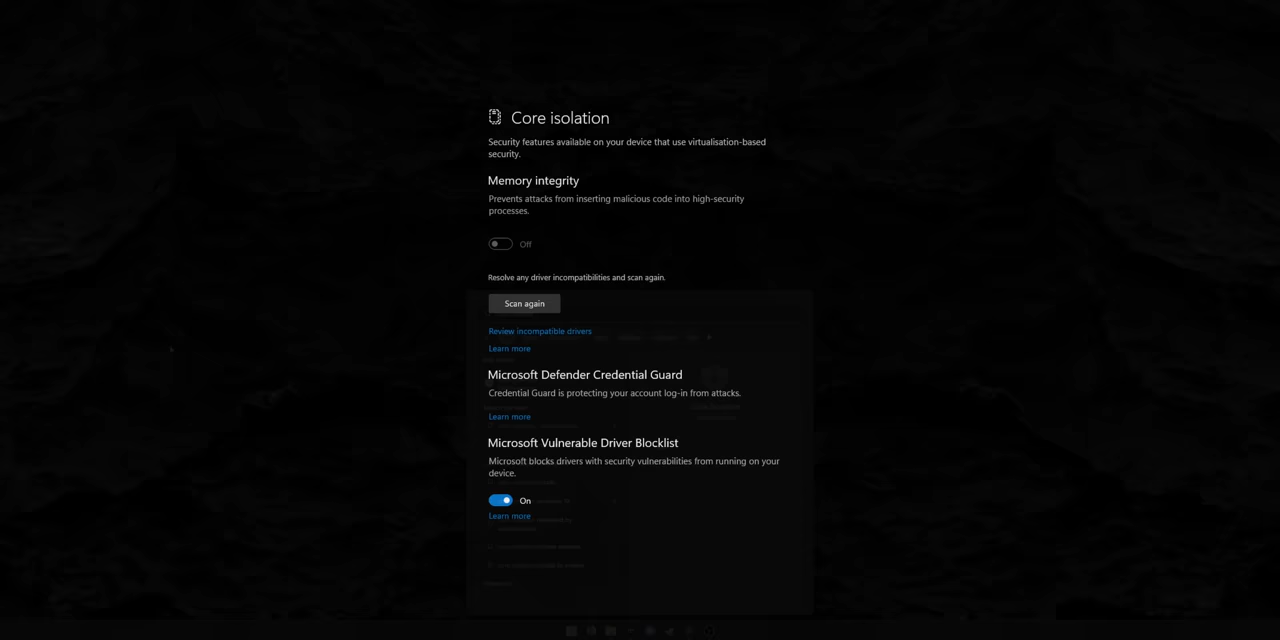 Core isolation
Security features available on your device that use virtualisation-based
security.
Memory integrity
Prevents attacks from inserting malicious code into high-security
processes.
Off
Resolve any driver incompatibilities and scan again.
Scan again
Review incompatible drivers
Learn more
Microsoft Defender Credential Guard
Credential Guard is protecting your account log-in from attacks.
Learn more
Microsoft Vulnerable Driver Blocklist
Microsoft blocks drivers with security vulnerabilities from running on your
device.
On
Learn more